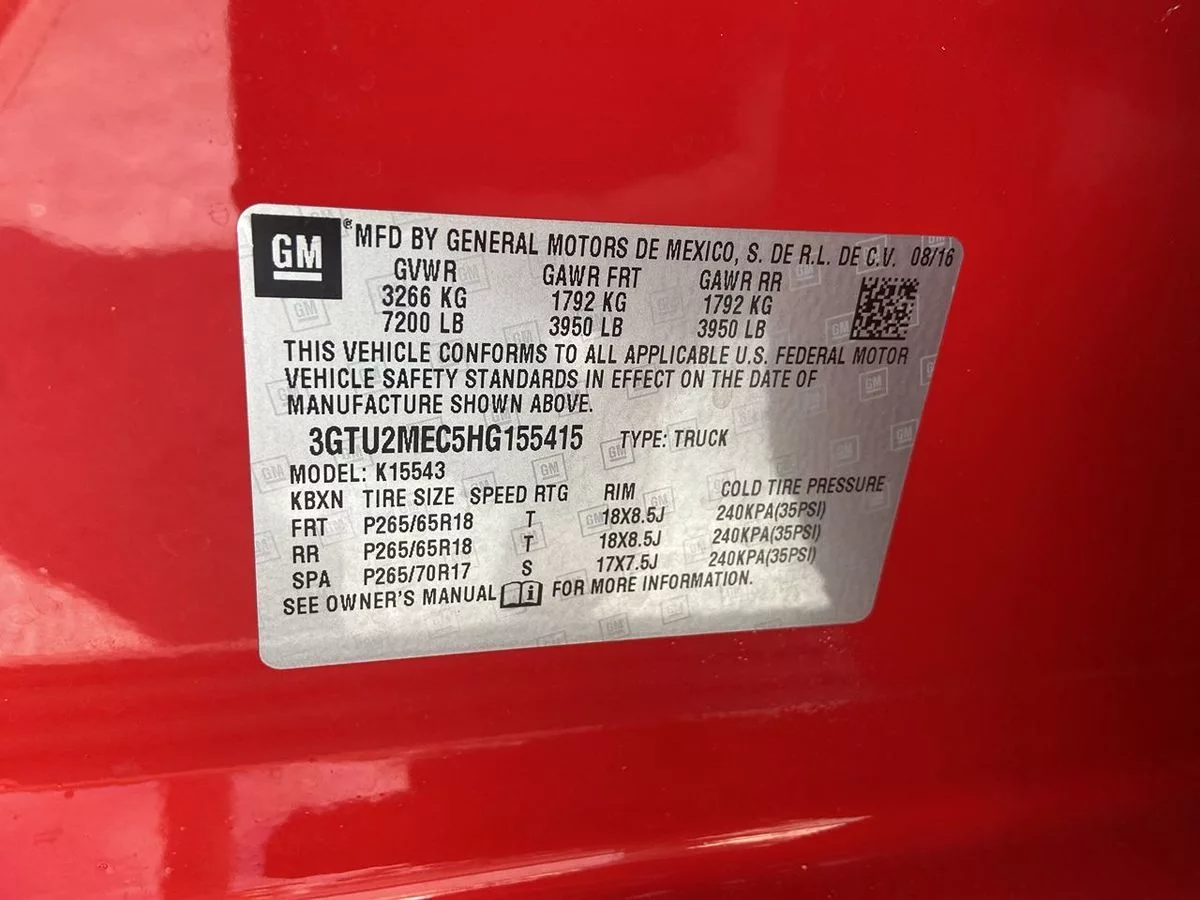 GM® MFD BY GENERAL MOTORS DE MEXICO, S. DE R.L. DE C.V. 08/16
GVWR GAWR FRT GAWR RR
3266 KG 1792 KG 1792 KG
7200 LB 3950 LB 3950 LB
THIS VEHICLE CONFORMS TO ALL APPLICABLE U.S. FEDERAL MOTOR
VEHICLE SAFETY STANDARDS IN EFFECT ON THE DATE OF
MANUFACTURE SHOWN ABOVE.
3GTU2MEC5HG155415 TYPE: TRUCK
MODEL: K15543
KBXN TIRE SIZE SPEED RTG RIM COLD TIRE PRESSURE
FRT P265/65R18 T 18X8.5J 240KPA(35PSI)
RR P265/65R18 T 18X8.5J 240KPA(35PSI)
SPA P265/70R17 S 17X7.5J 240KPA(35PSI)
SEE OWNER'S MANUAL i FOR MORE INFORMATION.